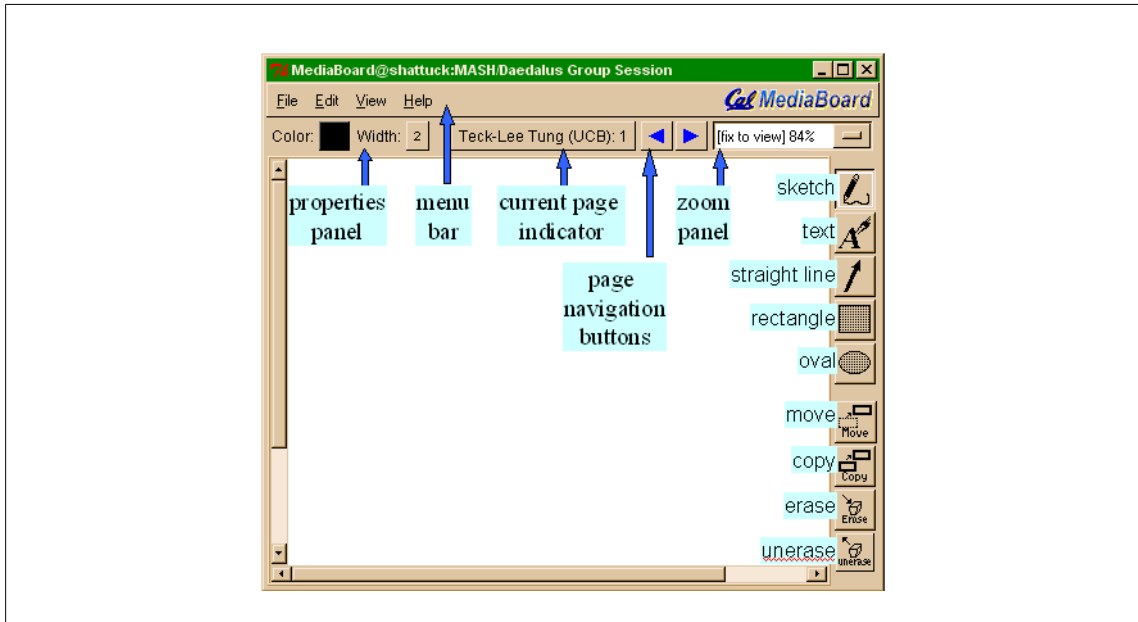 MediaBoard@shattuck:MASH/Daedalus Group Session
File Edit View Help
Cal MediaBoard
Color: Width: 2 Teck-Lee Tung (UCB): 1 [fix to view] 84%
properties
panel
menu
bar
current page
indicator
zoom
panel
page
navigation
buttons
sketch
text
straight line
rectangle
oval
move
Move
copy
Copy
erase
Erase
unerase
unerase